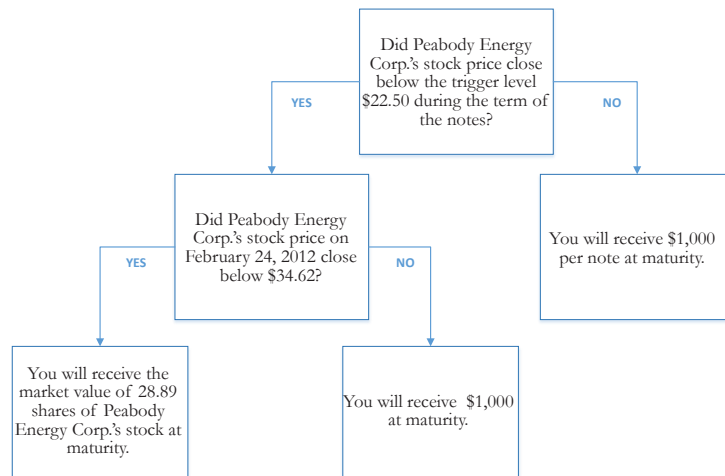 Did Peabody Energy
Corp.'s stock price close
below the trigger level
$22.50 during the term of
the notes?
YES
NO
Did Peabody Energy
Corp.'s stock price on
February 24, 2012 close
below $34.62?
You will receive $1,000
per note at maturity.
YES
NO
You will receive the
market value of 28.89
shares of Peabody
Energy Corp.'s stock at
maturity.
You will receive $1,000
at maturity.